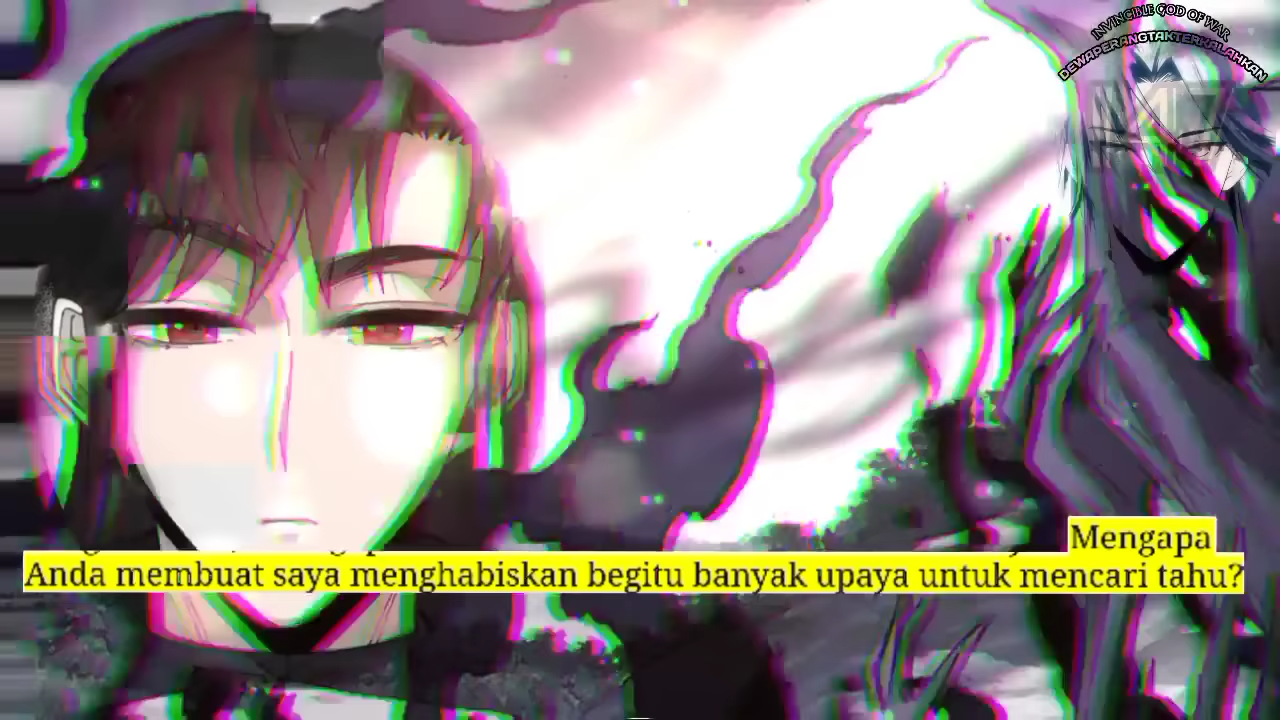 INVINCIBLE GOD OF WAR
DEWAPERANGTAKTERKALAHKAN
Mengapa
Anda membuat saya menghabiskan begitu banyak upaya untuk mencari tahu?